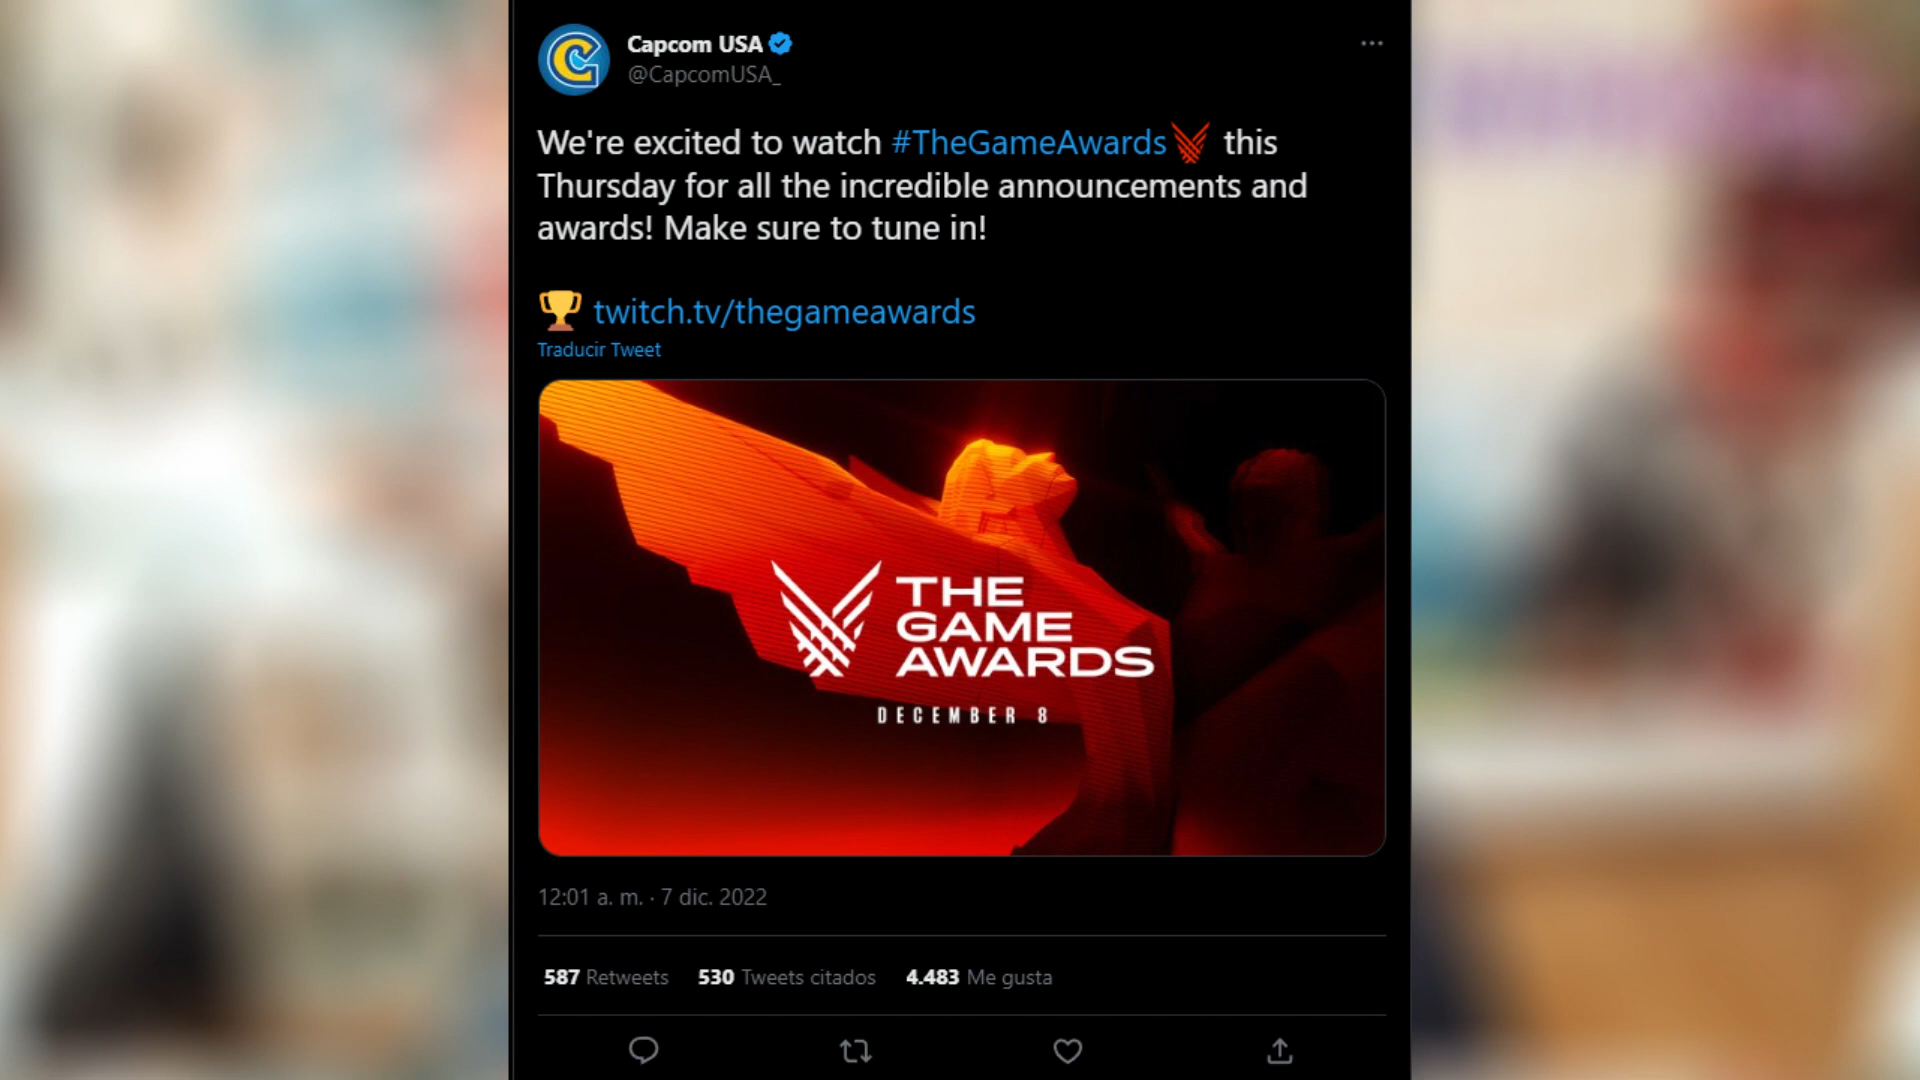 Capcom USA
@CapcomUSA_
We're excited to watch #TheGameAwards this
Thursday for all the incredible announcements and
awards! Make sure to tune in!
🏆 twitch.tv/thegameawards
Traducir Tweet
THE
GAME
AWARDS
DECEMBER 8
12:01 a. m. · 7 dic. 2022
587 Retweets 530 Tweets citados 4.483 Me gusta